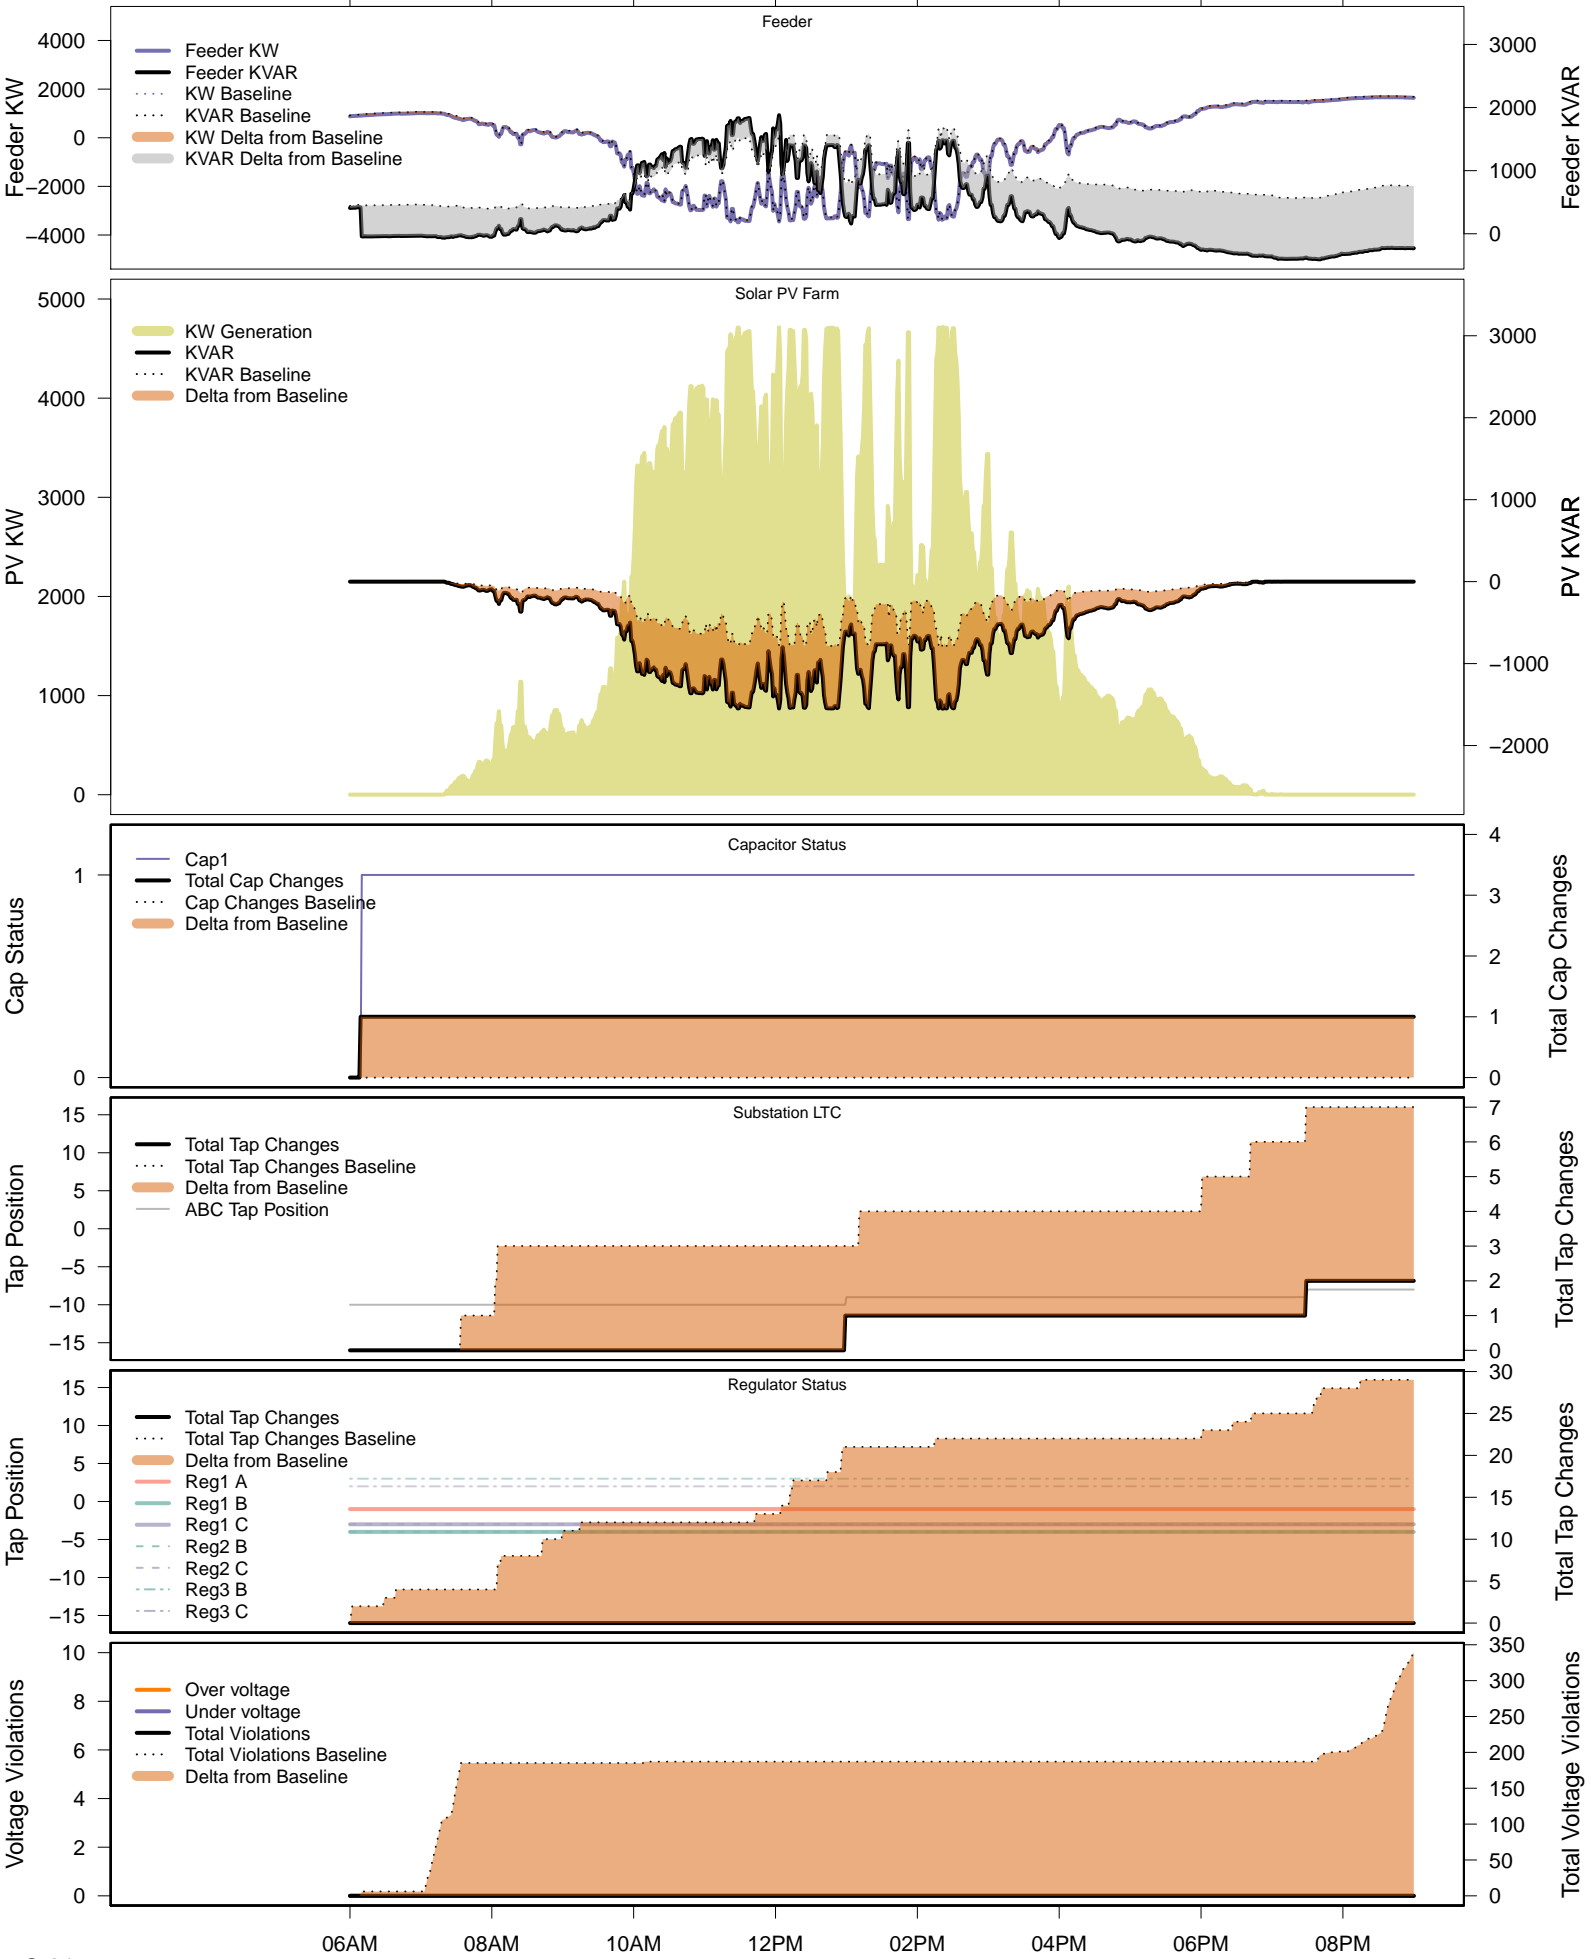 Feeder
Feeder KW
4000
2000
0
−2000
−4000
Feeder KW
Feeder KVAR
KW Baseline
KVAR Baseline
KW Delta from Baseline
KVAR Delta from Baseline
3000
2000
1000
0
Feeder KVAR
Solar PV Farm
PV KW
5000
4000
3000
2000
1000
0
KW Generation
KVAR
KVAR Baseline
Delta from Baseline
3000
2000
1000
0
−1000
−2000
PV KVAR
Capacitor Status
Cap Status
1
0
Cap1
Total Cap Changes
Cap Changes Baseline
Delta from Baseline
4
3
2
1
0
Total Cap Changes
Substation LTC
Tap Position
15
10
5
0
−5
−10
−15
Total Tap Changes
Total Tap Changes Baseline
Delta from Baseline
ABC Tap Position
7
6
5
4
3
2
1
0
Total Tap Changes
Regulator Status
Tap Position
15
10
5
0
−5
−10
−15
Total Tap Changes
Total Tap Changes Baseline
Delta from Baseline
Reg1 A
Reg1 B
Reg1 C
Reg2 B
Reg2 C
Reg3 B
Reg3 C
30
25
20
15
10
5
0
Total Tap Changes
Voltage Violations
10
8
6
4
2
0
Over voltage
Under voltage
Total Violations
Total Violations Baseline
Delta from Baseline
350
300
250
200
150
100
50
0
Total Voltage Violations
06AM 08AM 10AM 12PM 02PM 04PM 06PM 08PM